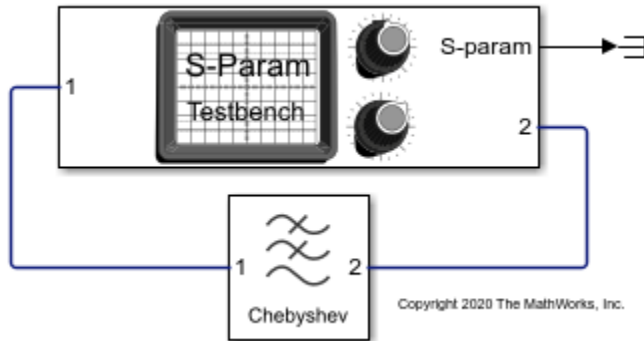 S-Param
Testbench
S-param
1
2
1
2
Chebyshev
Copyright 2020 The MathWorks, Inc.